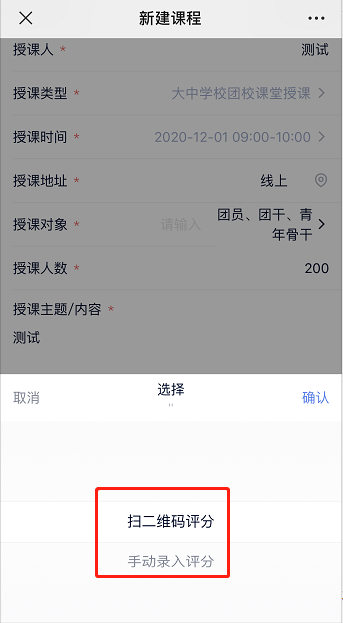 新建课程
授课人 * 测试
授课类型 * 大中学校团校课堂授课
授课时间 * 2020-12-01 09:00-10:00
授课地址 * 线上
授课对象 * 请输入 团员、团干、青
年骨干
授课人数 * 200
授课主题/内容 *
测试
取消 选择 确认
扫二维码评分
手动录入评分